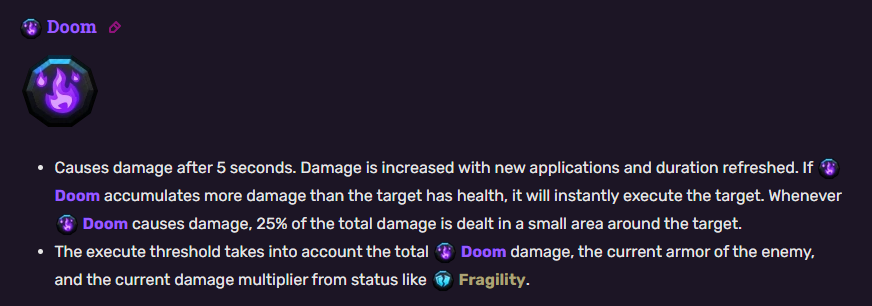 Doom
Causes damage after 5 seconds. Damage is increased with new applications and duration refreshed. If
Doom accumulates more damage than the target has health, it will instantly execute the target. Whenever
Doom causes damage, 25% of the total damage is dealt in a small area around the target.
The execute threshold takes into account the total Doom damage, the current armor of the enemy,
and the current damage multiplier from status like Fragility.